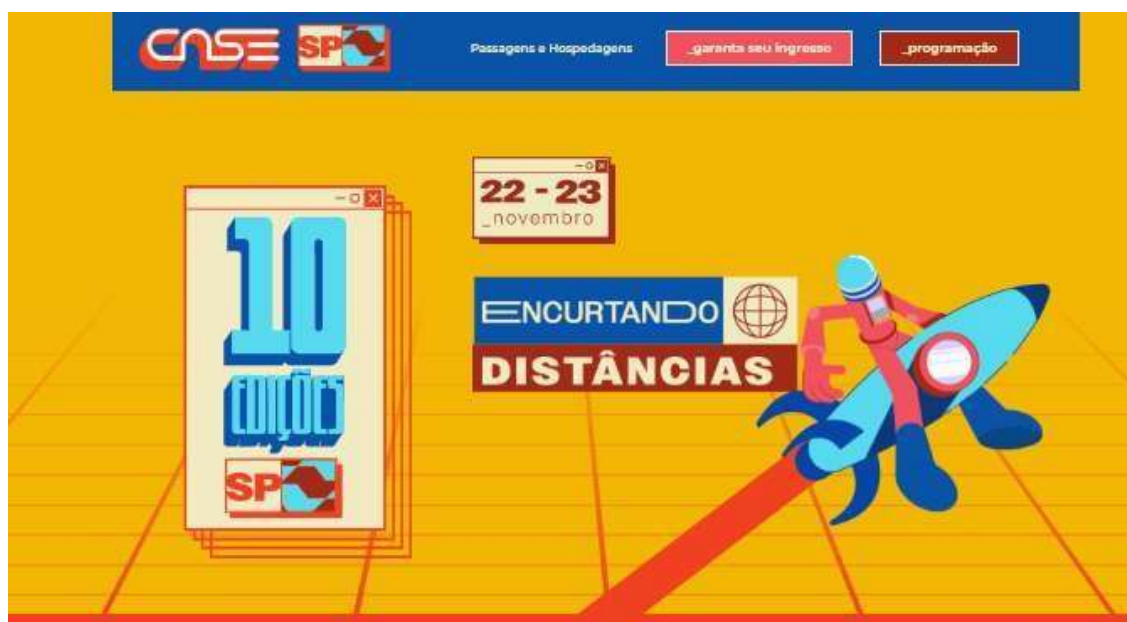 CASE SP
Passagens e Hospedagens
_garanta seu ingresso
_programação
10
EDIÇÕES
SP
22 - 23
_novembro
ENCURTANDO
DISTÂNCIAS